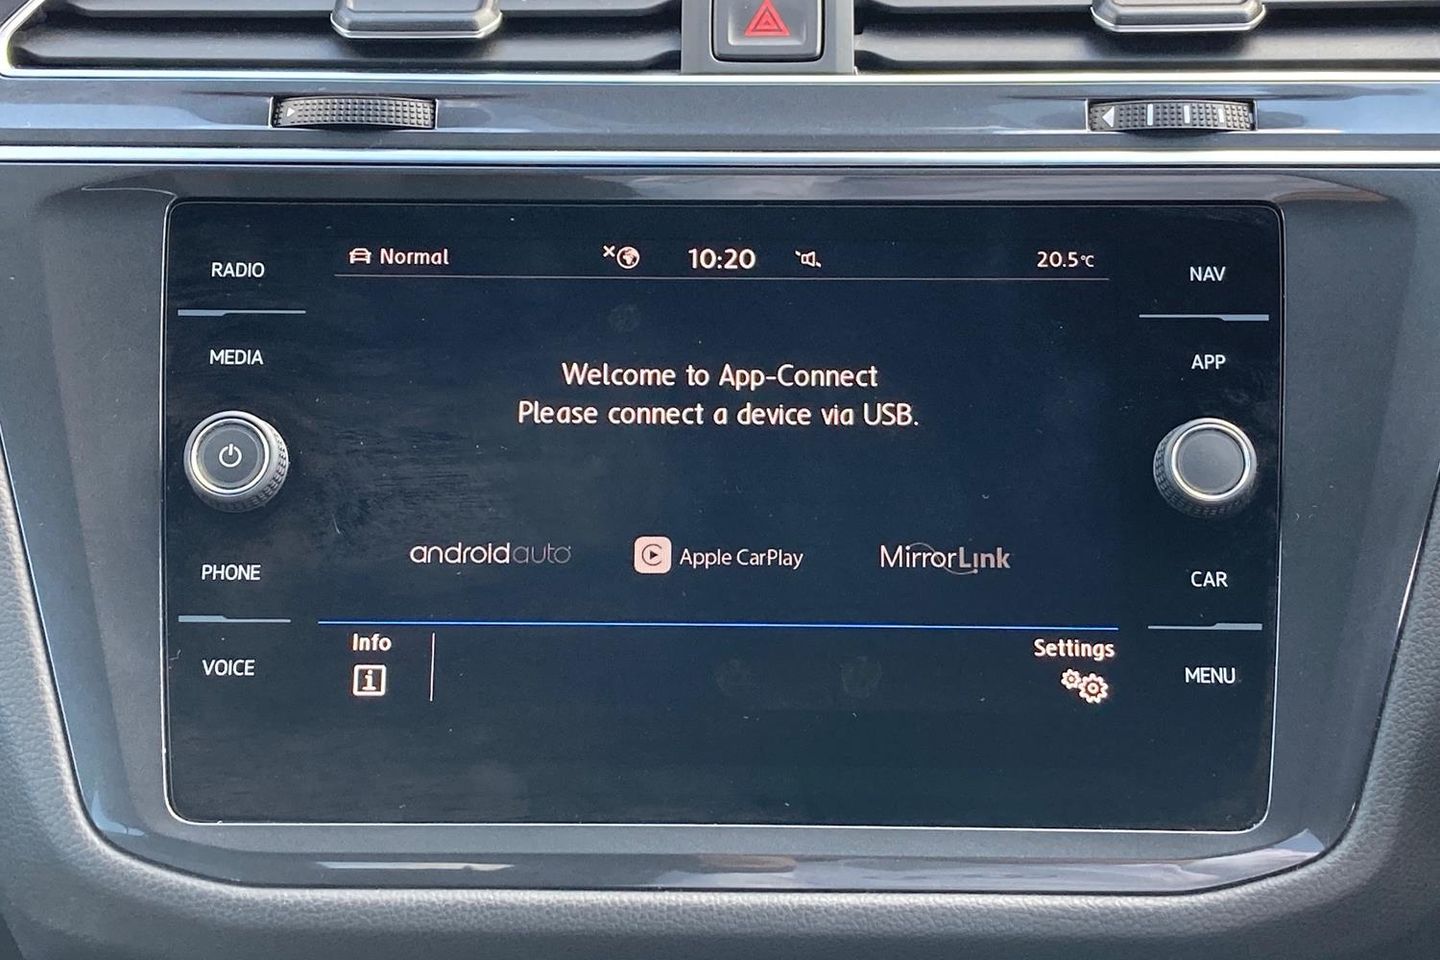 RADIO
MEDIA
PHONE
VOICE
Normal
10:20
20.5°C
Welcome to App-Connect
Please connect a device via USB.
androidauto
Apple CarPlay
MirrorLink
Info
Settings
NAV
APP
CAR
MENU